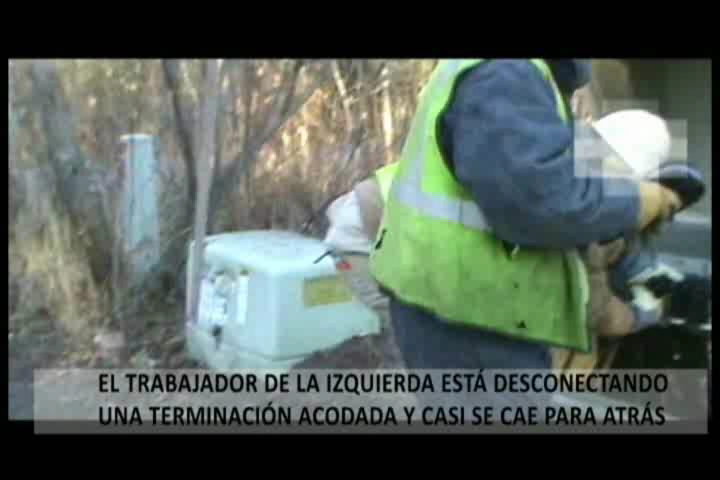 EL TRABAJADOR DE LA IZQUIERDA ESTÁ DESCONECTANDO
UNA TERMINACIÓN ACODADA Y CASI SE CAE PARA ATRÁS